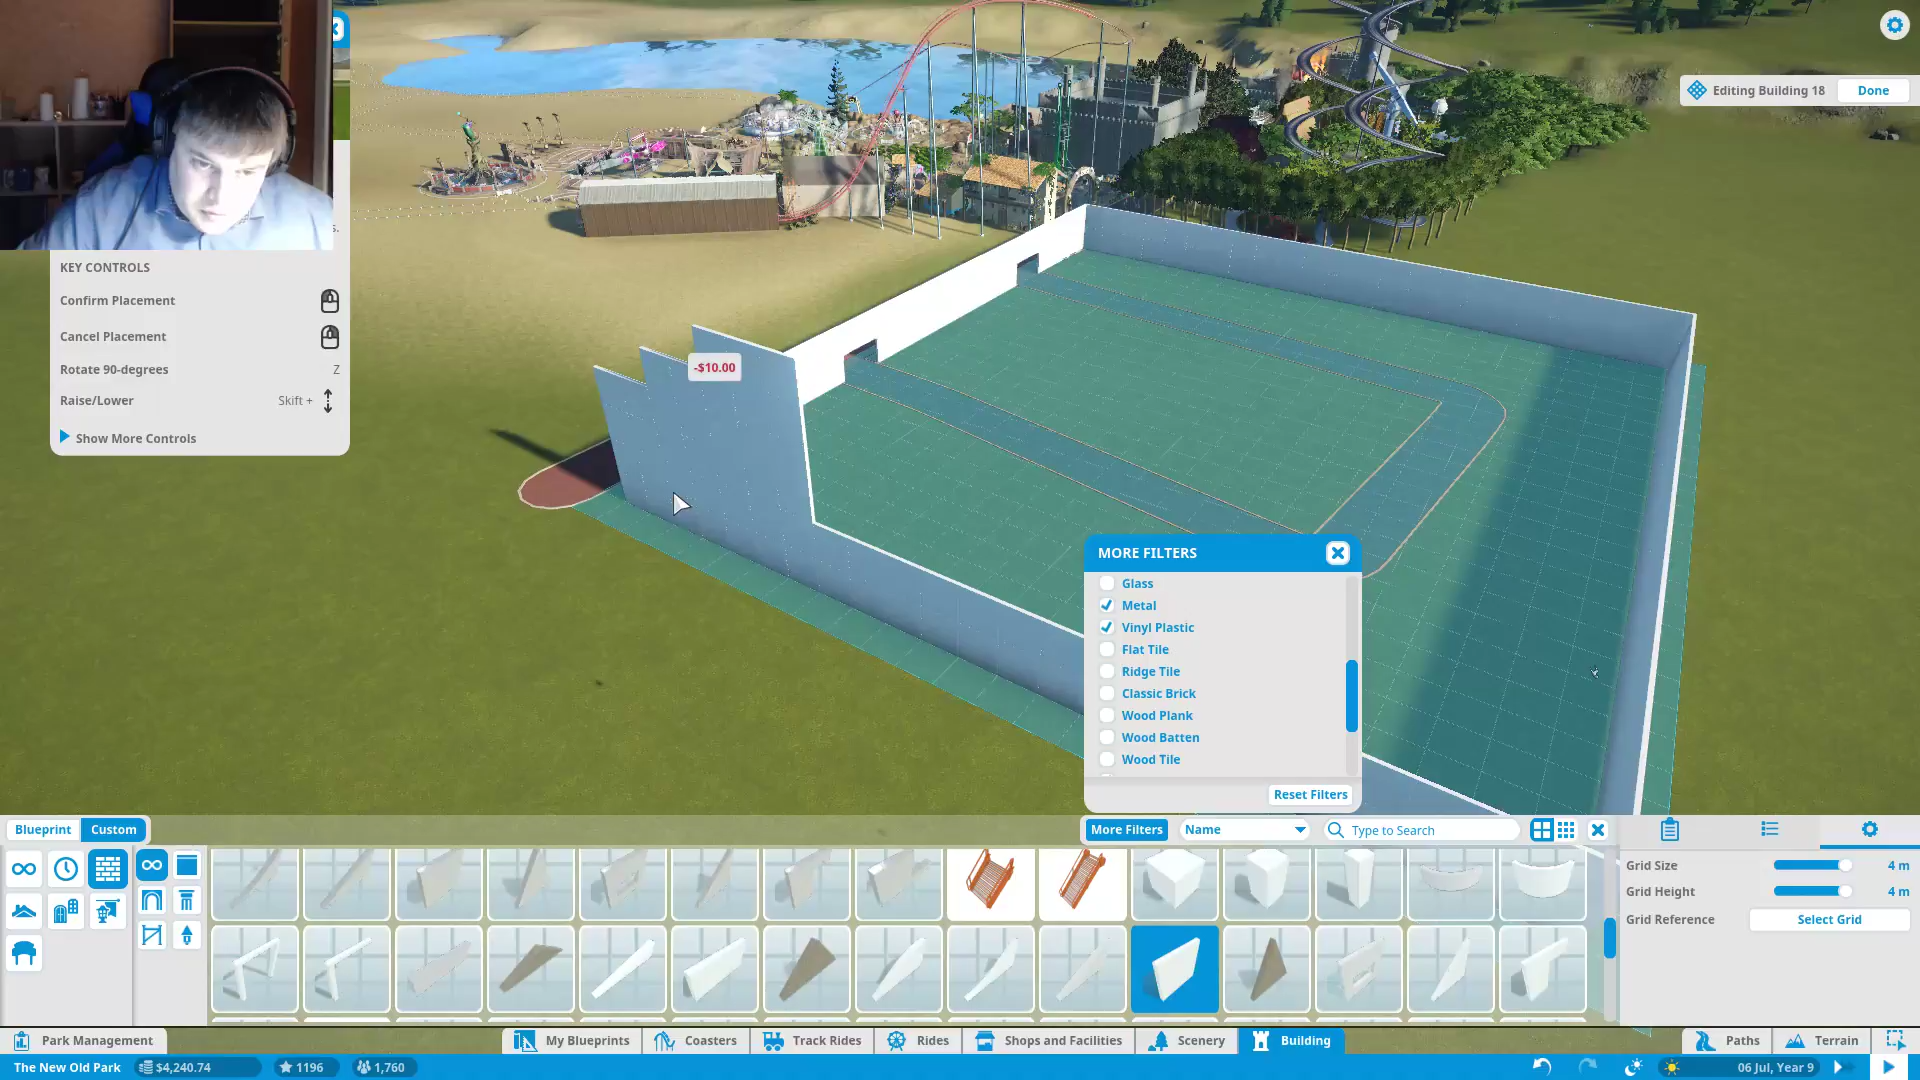 Editing Building 18
Done
s.
KEY CONTROLS
Confirm Placement
Cancel Placement
Rotate 90-degrees Z
Raise/Lower Skift +
Show More Controls
-$10.00
MORE FILTERS
Glass
Metal
Vinyl Plastic
Flat Tile
Ridge Tile
Classic Brick
Wood Plank
Wood Batten
Wood Tile
Reset Filters
Blueprint Custom
More Filters Name Type to Search
Grid Size 4 m
Grid Height 4 m
Grid Reference Select Grid
Park Management My Blueprints Coasters Track Rides Rides Shops and Facilities Scenery Building Paths Terrain
The New Old Park $4,240.74 1196 1,760 06 Jul, Year 9